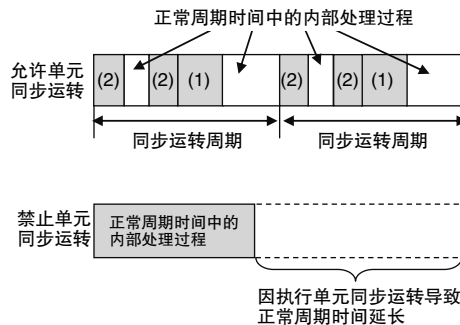 正常周期时间中的内部处理过程
允许单元
同步运转
(2) (2) (1) (2) (2) (1)
同步运转周期 同步运转周期
禁止单元
同步运转
正常周期时间中的
内部处理过程
因执行单元同步运转导致
正常周期时间延长